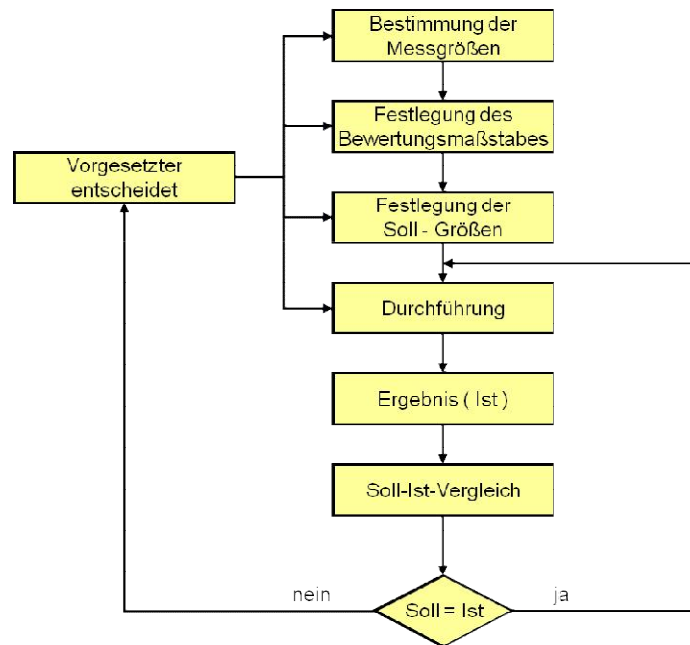 Bestimmung der
Messgrößen
Festlegung des
Bewertungsmaßstabes
Vorgesetzter
entscheidet
Festlegung der
Soll - Größen
Durchführung
Ergebnis ( Ist )
Soll-Ist-Vergleich
nein
Soll = Ist
ja